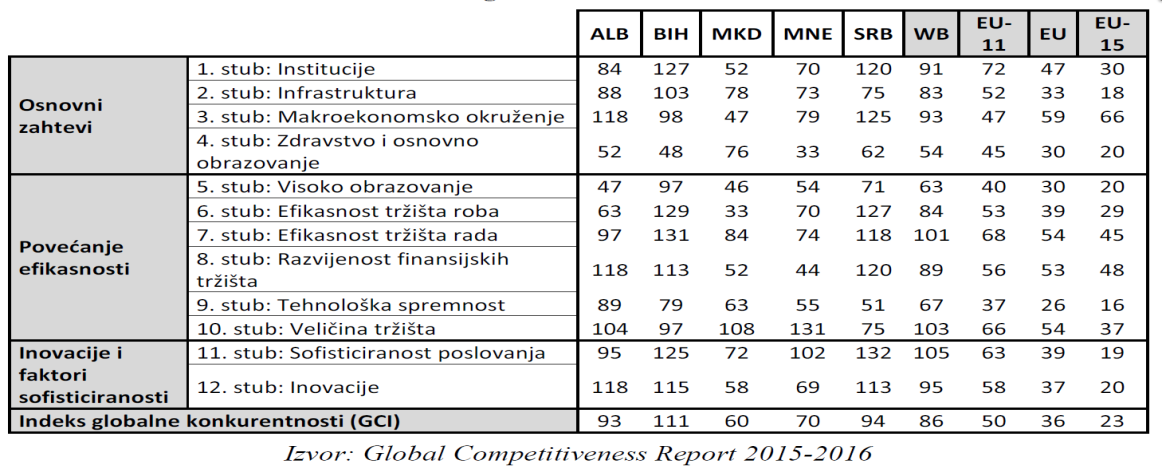 ALB BIH MKD MNE SRB WB EU-11 EU EU-15
Osnovni zahtevi
1. stub: Institucije 84 127 52 70 120 91 72 47 30
2. stub: Infrastruktura 88 103 78 73 75 83 52 33 18
3. stub: Makroekonomsko okruženje 118 98 47 79 125 93 47 59 66
4. stub: Zdravstvo i osnovno obrazovanje 52 48 76 33 62 54 45 30 20
Povećanje efikasnosti
5. stub: Visoko obrazovanje 47 97 46 54 71 63 40 30 20
6. stub: Efikasnost tržišta roba 63 129 33 70 127 84 53 39 29
7. stub: Efikasnost tržišta rada 97 131 84 74 118 101 68 54 45
8. stub: Razvijenost finansijskih tržišta 118 113 52 44 120 89 56 53 48
9. stub: Tehnološka spremnost 89 79 63 55 51 67 37 26 16
10. stub: Veličina tržišta 104 97 108 131 75 103 66 54 37
Inovacije i faktori sofisticiranosti
11. stub: Sofisticiranost poslovanja 95 125 72 102 132 105 63 39 19
12. stub: Inovacije 118 115 58 69 113 95 58 37 20
Indeks globalne konkurentnosti (GCI) 93 111 60 70 94 86 50 36 23
Izvor: Global Competitiveness Report 2015-2016